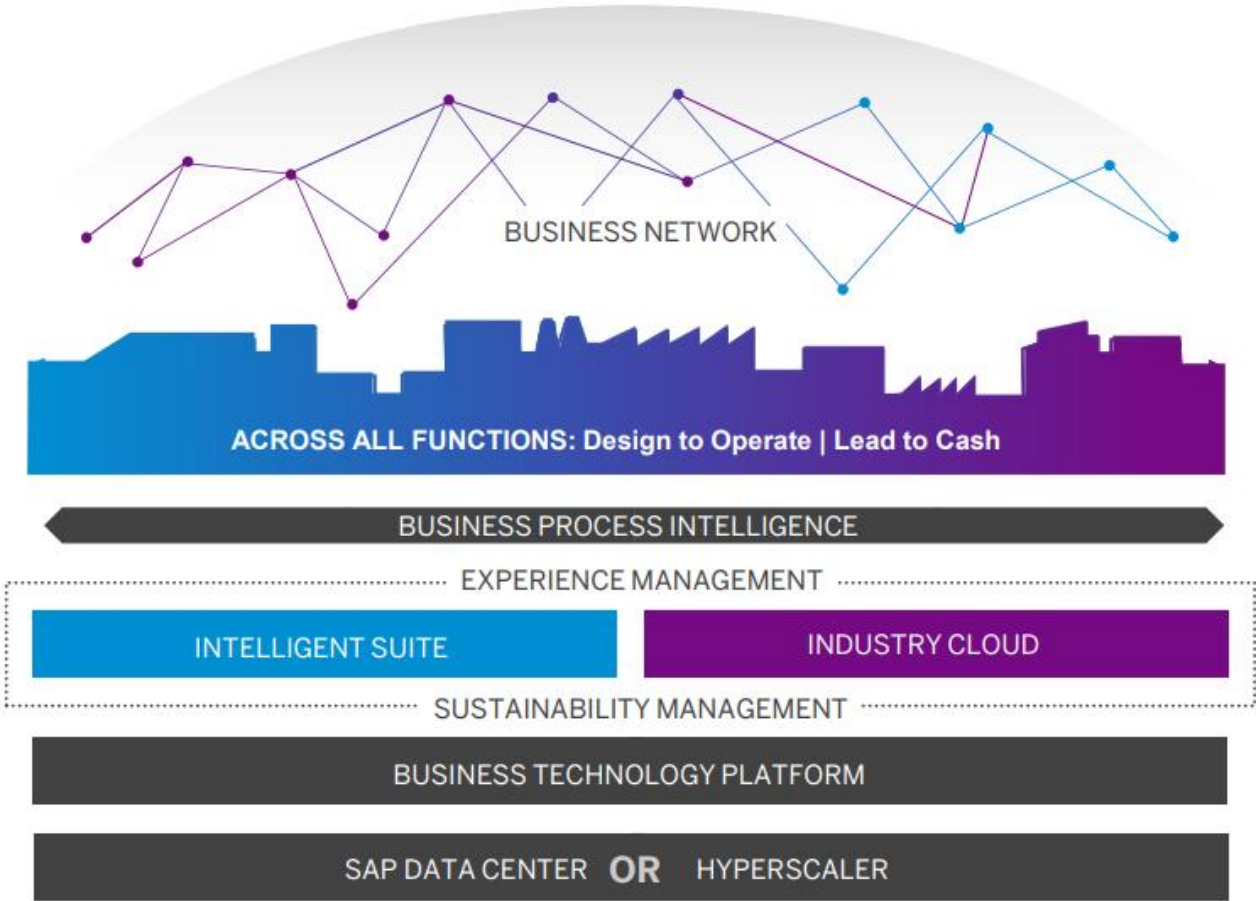 BUSINESS NETWORK
ACROSS ALL FUNCTIONS: Design to Operate | Lead to Cash
BUSINESS PROCESS INTELLIGENCE
EXPERIENCE MANAGEMENT
INTELLIGENT SUITE
INDUSTRY CLOUD
SUSTAINABILITY MANAGEMENT
BUSINESS TECHNOLOGY PLATFORM
SAP DATA CENTER OR HYPERSCALER